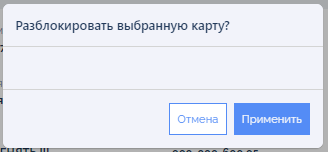 Разблокировать выбранную карту?
Отмена
Применить